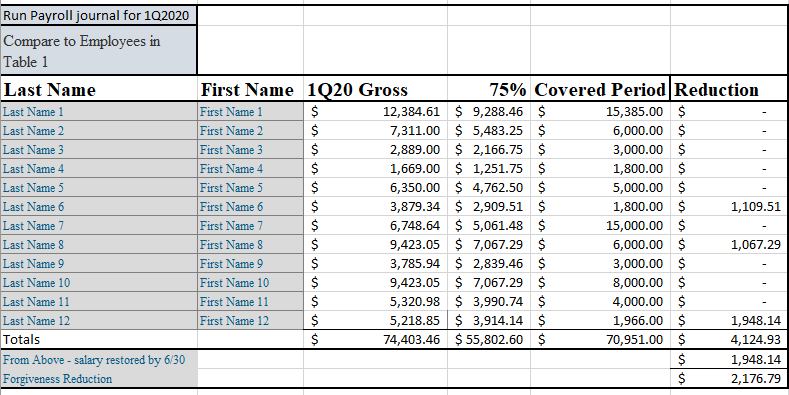 Run Payroll journal for 1Q2020
Compare to Employees in
Table 1
Last Name First Name 1Q20 Gross 75% Covered Period Reduction
Last Name 1 First Name 1 $ 12,384.61 $ 9,288.46 $ 15,385.00 $ -
Last Name 2 First Name 2 $ 7,311.00 $ 5,483.25 $ 6,000.00 $ -
Last Name 3 First Name 3 $ 2,889.00 $ 2,166.75 $ 3,000.00 $ -
Last Name 4 First Name 4 $ 1,669.00 $ 1,251.75 $ 1,800.00 $ -
Last Name 5 First Name 5 $ 6,350.00 $ 4,762.50 $ 5,000.00 $ -
Last Name 6 First Name 6 $ 3,879.34 $ 2,909.51 $ 1,800.00 $ 1,109.51
Last Name 7 First Name 7 $ 6,748.64 $ 5,061.48 $ 15,000.00 $ -
Last Name 8 First Name 8 $ 9,423.05 $ 7,067.29 $ 6,000.00 $ 1,067.29
Last Name 9 First Name 9 $ 3,785.94 $ 2,839.46 $ 3,000.00 $ -
Last Name 10 First Name 10 $ 9,423.05 $ 7,067.29 $ 8,000.00 $ -
Last Name 11 First Name 11 $ 5,320.98 $ 3,990.74 $ 4,000.00 $ -
Last Name 12 First Name 12 $ 5,218.85 $ 3,914.14 $ 1,966.00 $ 1,948.14
Totals $ 74,403.46 $ 55,802.60 $ 70,951.00 $ 4,124.93
From Above - salary restored by 6/30 $ 1,948.14
Forgiveness Reduction $ 2,176.79